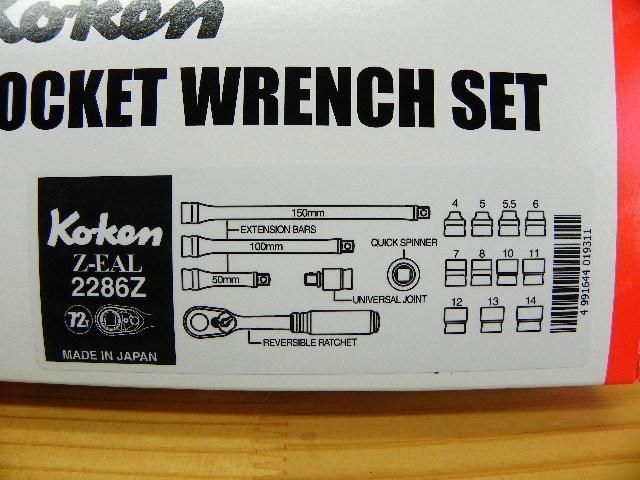 Koken
OCKET WRENCH SET
Koken
Z-EAL
2286Z
72T
MADE IN JAPAN
150mm
EXTENSION BARS
100mm
50mm
QUICK SPINNER
UNIVERSAL JOINT
REVERSIBLE RATCHET
4 5 5.5 6
7 8 10 11
12 13 14
4 991644 019311